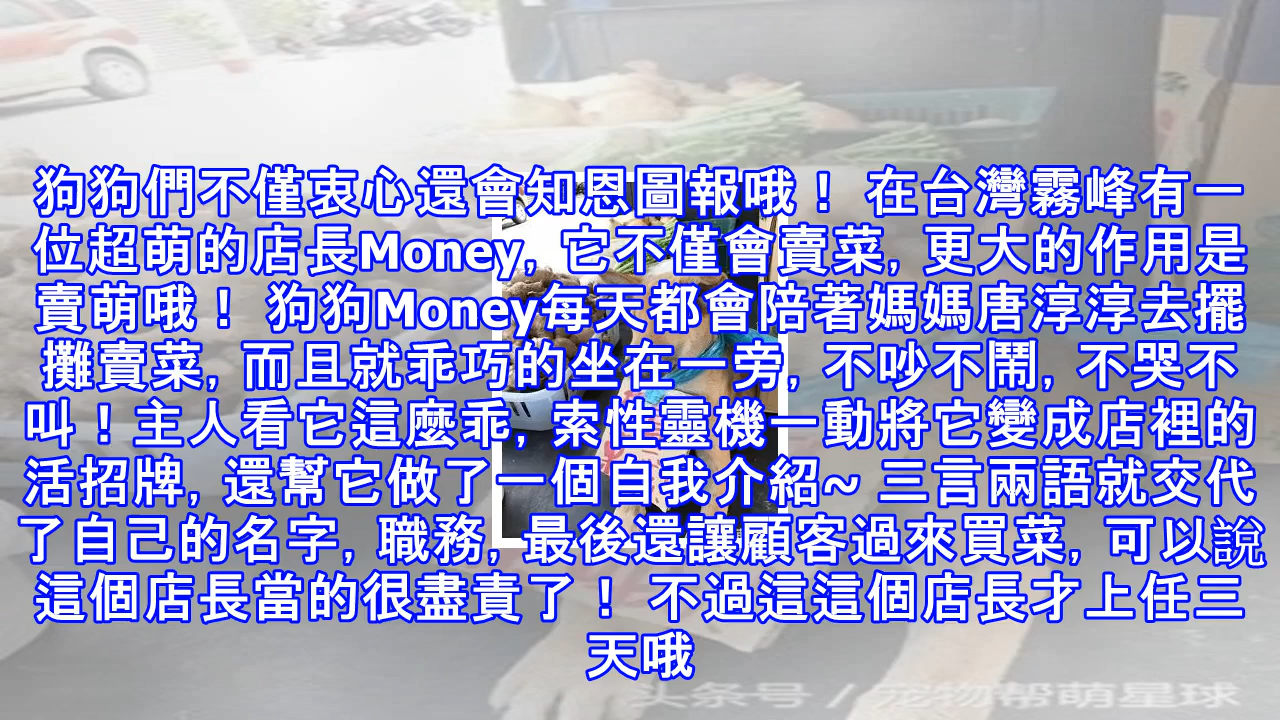 狗狗們不僅衷心還會知恩圖報哦！ 在台灣霧峰有一
位超萌的店長Money, 它不僅會賣菜, 更大的作用是
賣萌哦！ 狗狗Money每天都會陪著媽媽唐淳淳去擺
攤賣菜, 而且就乖巧的坐在一旁, 不吵不鬧, 不哭不
叫！主人看它這麼乖, 索性靈機一動將它變成店裡的
活招牌, 還幫它做了一個自我介紹~ 三言兩語就交代
了自己的名字, 職務, 最後還讓顧客過來買菜, 可以說
這個店長當的很盡責了！ 不過這這個店長才上任三
天哦
头条号 / 宠物帮萌星球